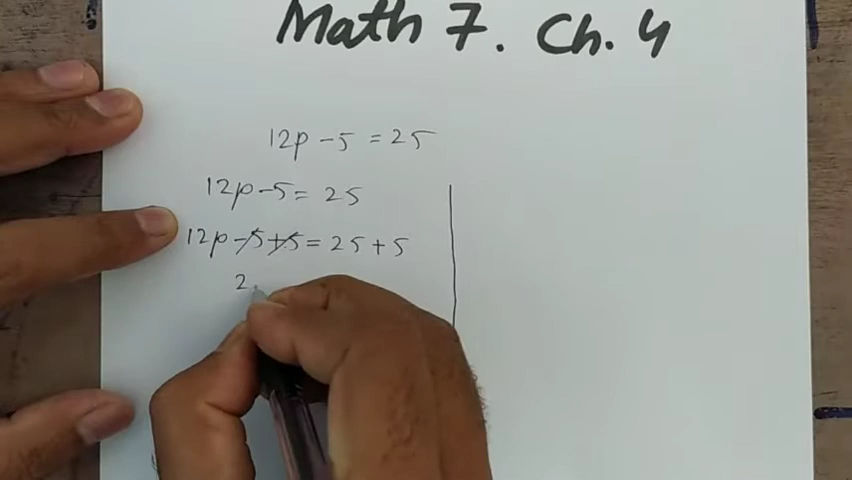 Math 7. Ch. 4
12p - 5 = 25
12p - 5 = 25
12p - 5 + 5 = 25 + 5
2